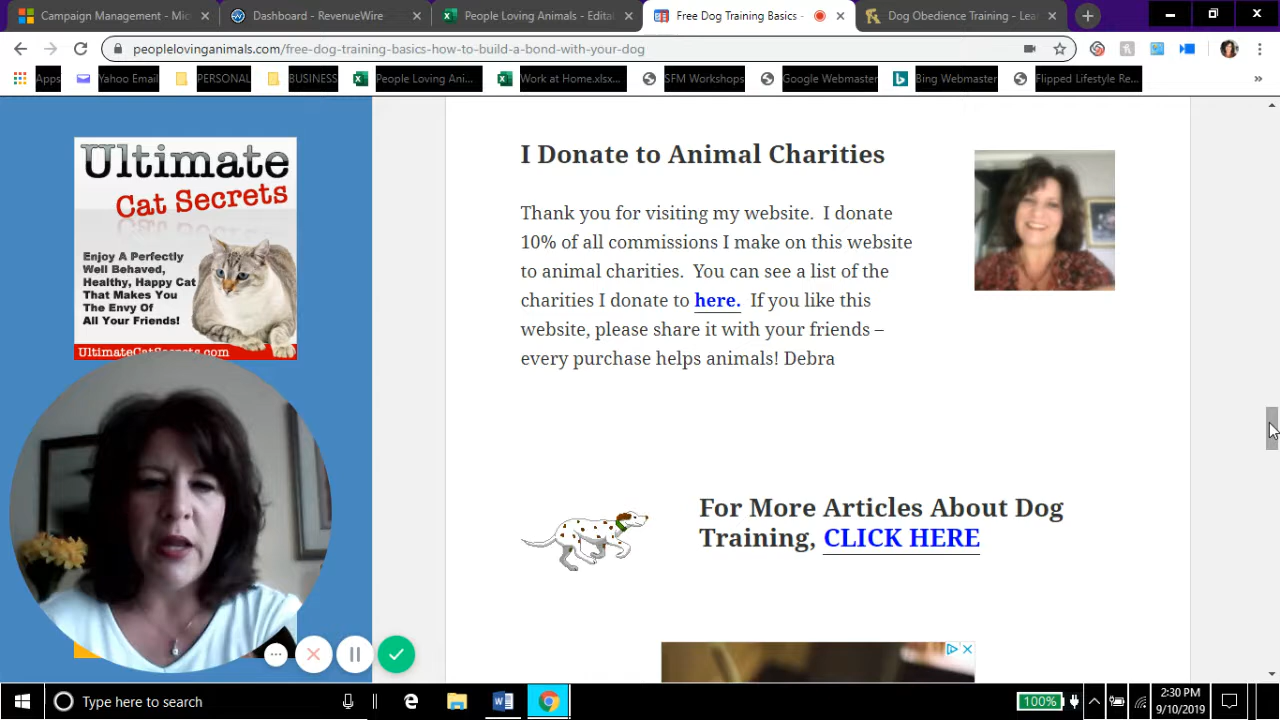 Campaign Management - Mic
Dashboard - RevenueWire
People Loving Animals - Edital
Free Dog Training Basics -
Dog Obedience Training - Lea
peoplelovinganimals.com/free-dog-training-basics-how-to-build-a-bond-with-your-dog
Apps
Yahoo Email
PERSONAL
BUSINESS
People Loving Ani...
Work at Home.xlsx...
SFM Workshops
Google Webmaster
Bing Webmaster
Flipped Lifestyle Re...
Ultimate
Cat Secrets
Enjoy A Perfectly
Well Behaved,
Healthy, Happy Cat
That Makes You
The Envy Of
All Your Friends!
UltimateCatSecrets.com
I Donate to Animal Charities
Thank you for visiting my website. I donate
10% of all commissions I make on this website
to animal charities. You can see a list of the
charities I donate to here. If you like this
website, please share it with your friends –
every purchase helps animals! Debra
For More Articles About Dog
Training, CLICK HERE
Type here to search
100%
2:30 PM
9/10/2019